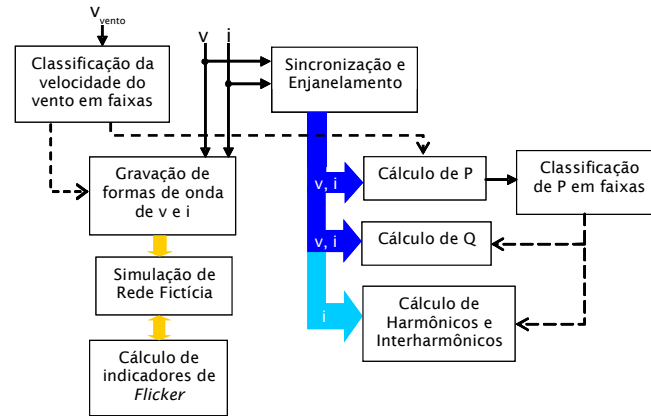 v vento
Classificação da
velocidade do
vento em faixas
v i
Sincronização e
Enjanelamento
Gravação de
formas de onda
de v e i
v, i
Cálculo de P
Classificação
de P em faixas
v, i
Cálculo de Q
Simulação de
Rede Fictícia
i
Cálculo de
Harmônicos e
Interharmônicos
Cálculo de
indicadores de
Flicker